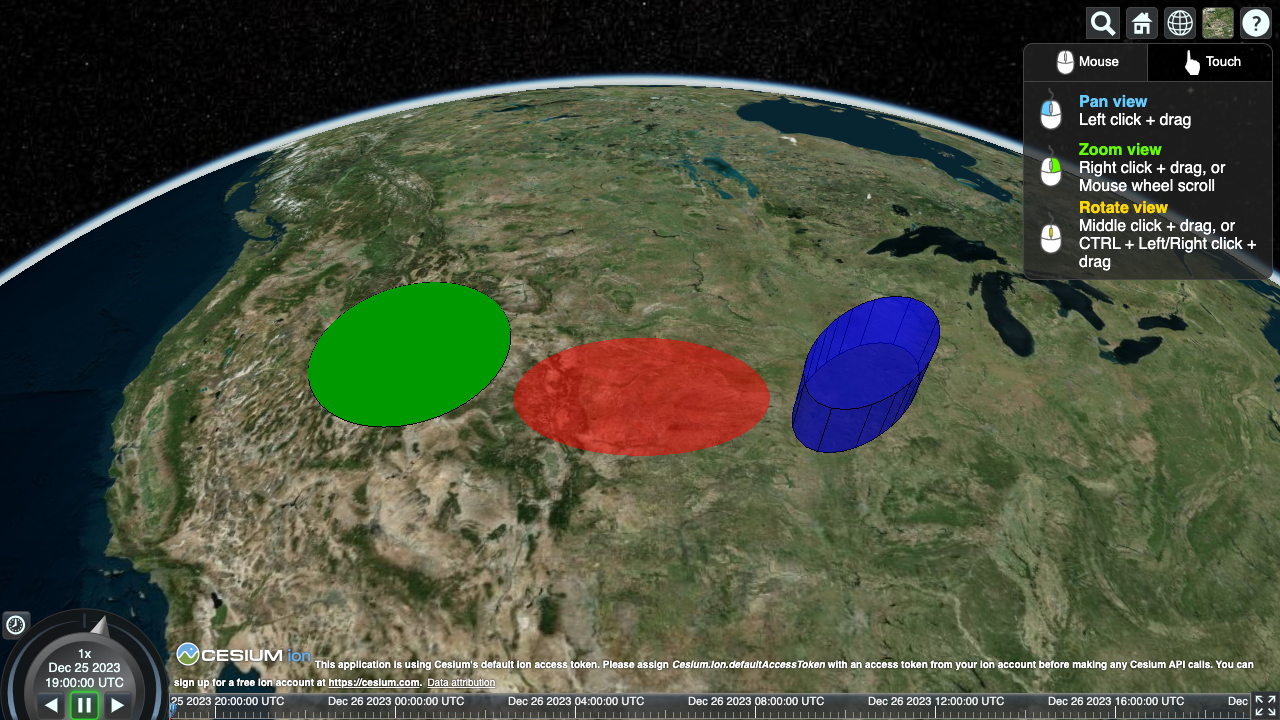 Mouse
Touch
Pan view
Left click + drag
Zoom view
Right click + drag, or
Mouse wheel scroll
Rotate view
Middle click + drag, or
CTRL + Left/Right click +
drag
1x
Dec 25 2023
19:00:00 UTC
CESIUM ion This application is using Cesium's default ion access token. Please assign Cesium.Ion.defaultAccessToken with an access token from your ion account before making any Cesium API calls. You can
sign up for a free ion account at https://cesium.com. Data attribution
25 2023 20:00:00 UTC Dec 26 2023 00:00:00 UTC Dec 26 2023 04:00:00 UTC Dec 26 2023 08:00:00 UTC Dec 26 2023 12:00:00 UTC Dec 26 2023 16:00:00 UTC Dec